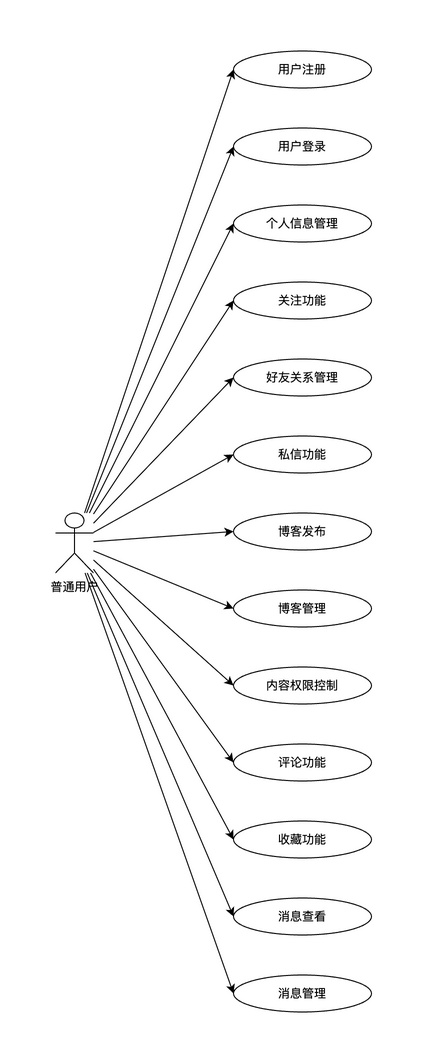 用户注册
用户登录
个人信息管理
关注功能
好友关系管理
私信功能
博客发布
普通用户
博客管理
内容权限控制
评论功能
收藏功能
消息查看
消息管理